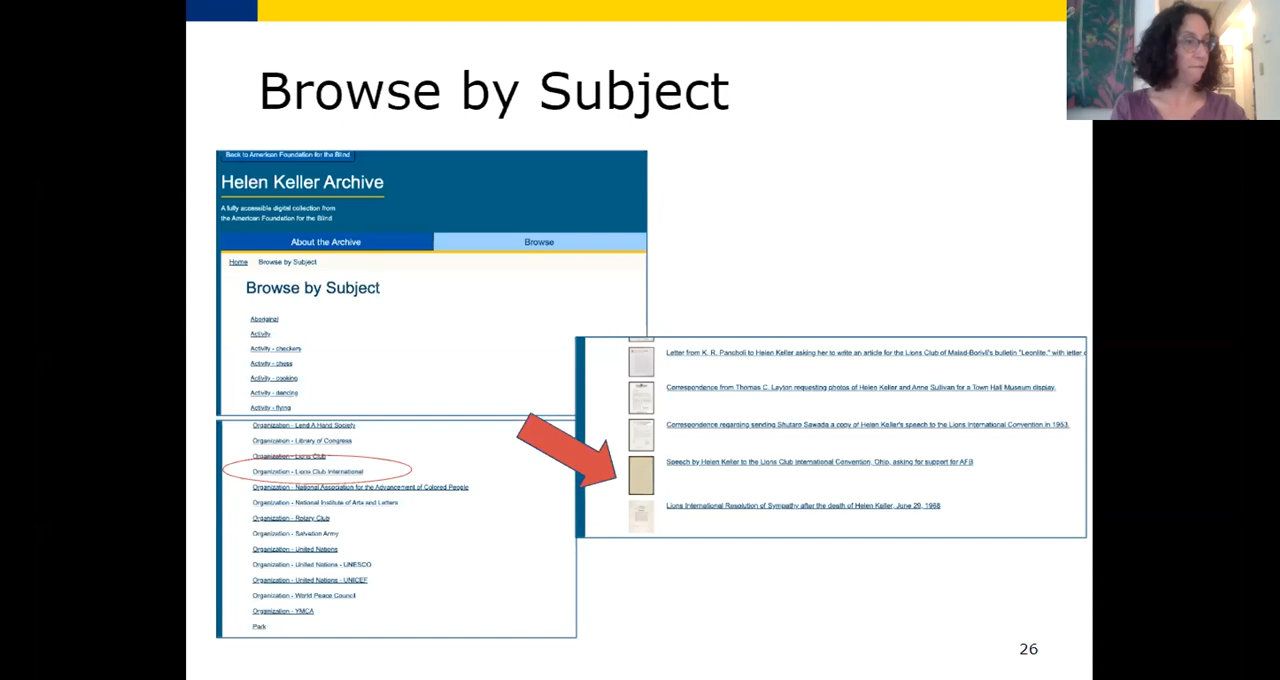 Browse by Subject
Back to American Foundation for the Blind
Helen Keller Archive
A fully accessible digital collection from
the American Foundation for the Blind
About the Archive
Browse
Home
Browse by Subject
Browse by Subject
Aboriginal
Activity
Activity - checkers
Activity - chess
Activity - cooking
Activity - dancing
Activity - flying
Organization - Lend A Hand Society
Organization - Library of Congress
Organization - Lions Club
Organization - Lions Club International
Organization - National Association for the Advancement of Colored People
Organization - National Institute of Arts and Letters
Organization - Rotary Club
Organization - Salvation Army
Organization - United Nations
Organization - United Nations - UNESCO
Organization - United Nations - UNICEF
Organization - World Peace Council
Organization - YMCA
Park
Letter from K. R. Pancholi to Helen Keller asking her to write an article for the Lions Club of Malad-Borivli's bulletin "Leonlite," with letter
Correspondence from Thomas C. Layton requesting photos of Helen Keller and Anne Sullivan for a Town Hall Museum display.
Correspondence regarding sending Shutaro Sawada a copy of Helen Keller's speech to the Lions International Convention in 1953.
Speech by Helen Keller to the Lions Club International Convention, Ohio, asking for support for AFB
Lions International Resolution of Sympathy after the death of Helen Keller, June 29, 1968
26